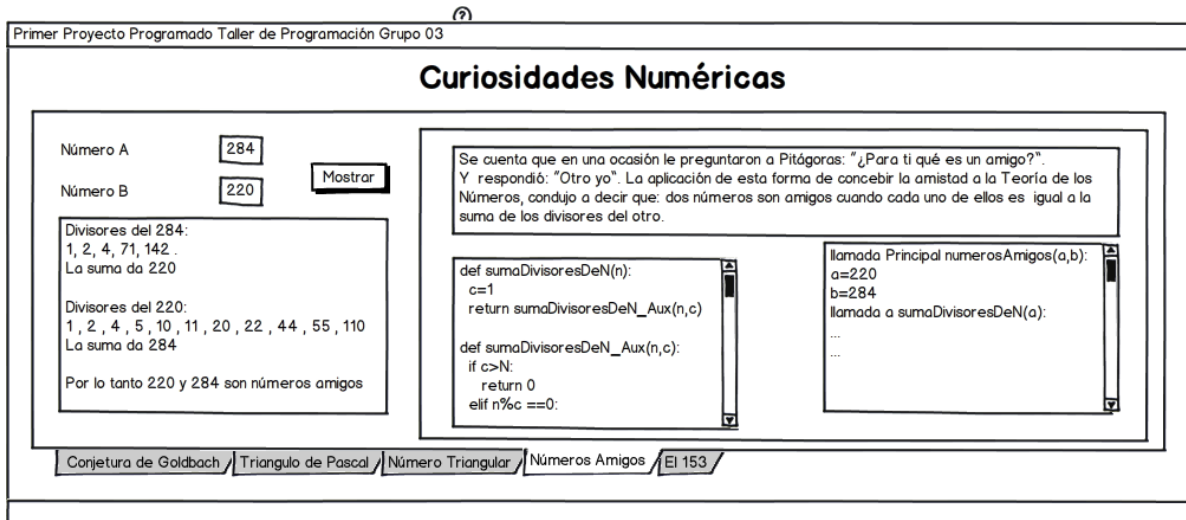 ?
Primer Proyecto Programado Taller de Programación Grupo 03
Curiosidades Numéricas
Número A
284
Número B
220
Mostrar
Divisores del 284:
1, 2, 4, 71, 142 .
La suma da 220
Divisores del 220:
1 , 2 , 4 , 5 , 10 , 11 , 20 , 22 , 44 , 55 , 110
La suma da 284
Por lo tanto 220 y 284 son números amigos
Se cuenta que en una ocasión le preguntaron a Pitágoras: "¿Para ti qué es un amigo?".
Y respondió: "Otro yo". La aplicación de esta forma de concebir la amistad a la Teoría de los
Números, condujo a decir que: dos números son amigos cuando cada uno de ellos es igual a la
suma de los divisores del otro.
def sumaDivisoresDeN(n):
c=1
return sumaDivisoresDeN_Aux(n,c)
def sumaDivisoresDeN_Aux(n,c):
if c>N:
return 0
elif n%c ==0:
llamada Principal numerosAmigos(a,b):
a=220
b=284
llamada a sumaDivisoresDeN(a):
...
...
Conjetura de Goldbach
Triangulo de Pascal
Número Triangular
Números Amigos
El 153